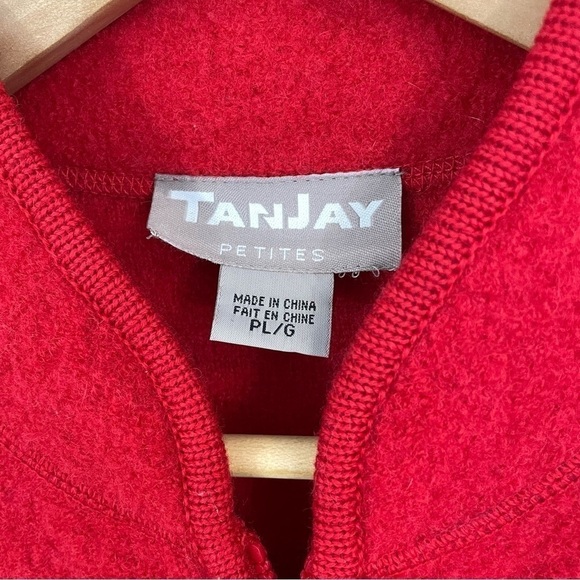 TANJAY
PETITES
MADE IN CHINA
FAIT EN CHINE
PL/G